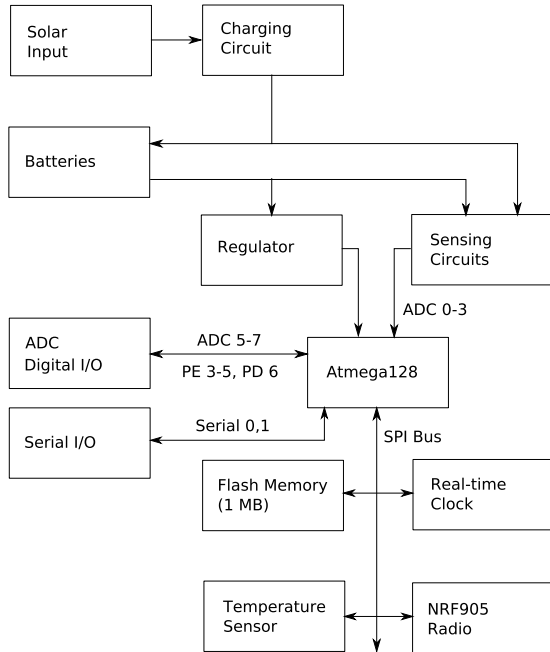 Solar
Input
Charging
Circuit
Batteries
Regulator
Sensing
Circuits
ADC 0-3
ADC
Digital I/O
ADC 5-7
PE 3-5, PD 6
Atmega128
Serial I/O
Serial 0,1
SPI Bus
Flash Memory
(1 MB)
Real-time
Clock
Temperature
Sensor
NRF905
Radio